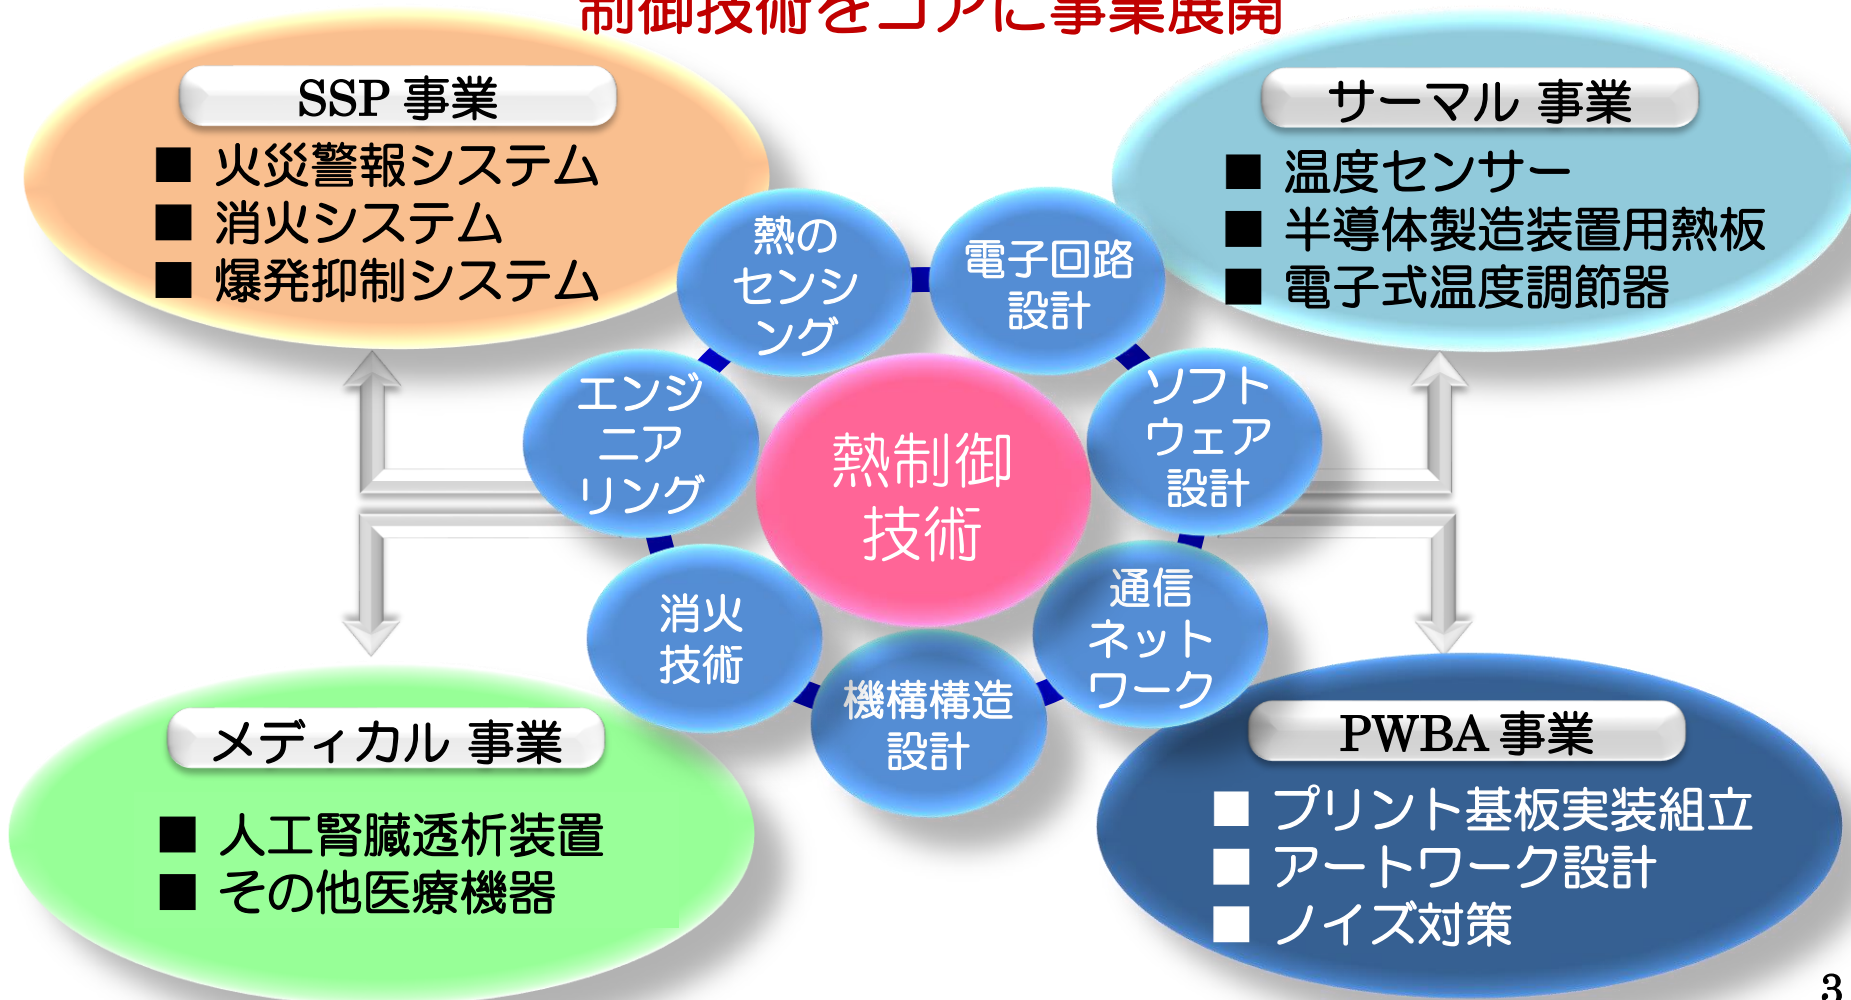 制御技術をコアに事業展開
SSP 事業
■ 火災警報システム
■ 消火システム
■ 爆発抑制システム
サーマル 事業
■ 温度センサー
■ 半導体製造装置用熱板
■ 電子式温度調節器
熱の
センシ
ング
電子回路
設計
エンジ
ニア
リング
ソフト
ウェア
設計
熱制御
技術
消火
技術
通信
ネット
ワーク
機構構造
設計
メディカル 事業
■ 人工腎臓透析装置
■ その他医療機器
PWBA 事業
■ プリント基板実装組立
■ アートワーク設計
■ ノイズ対策
3